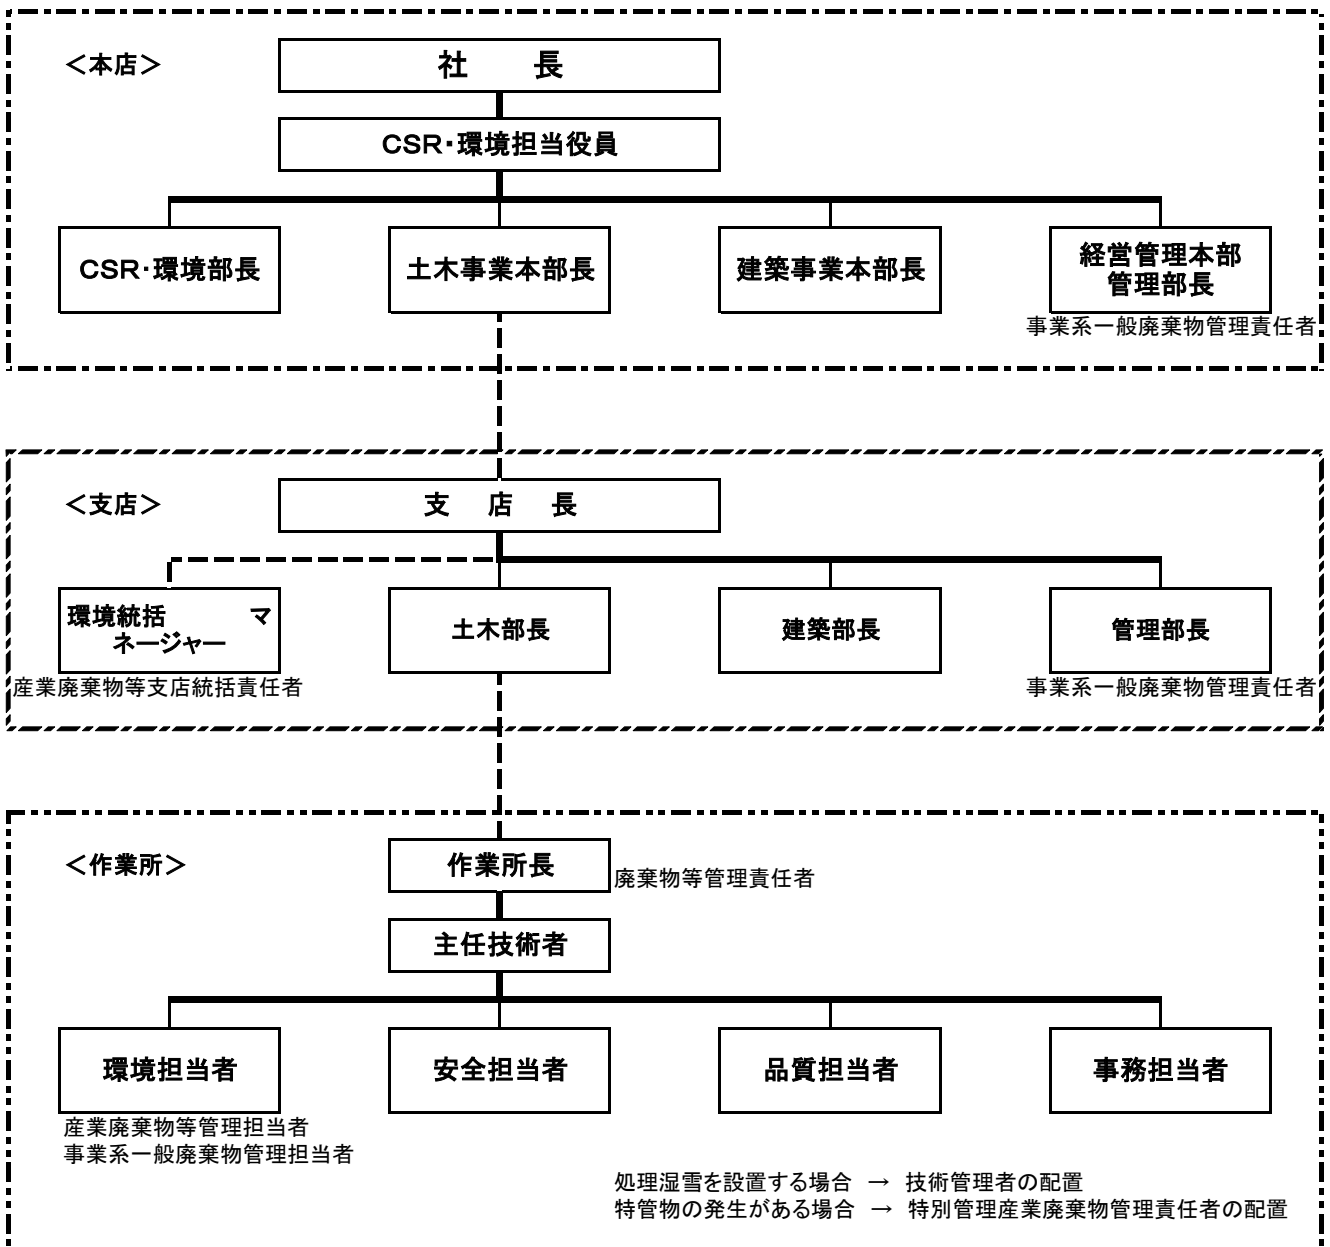 ＜本店＞
社　　長
CSR・環境担当役員
CSR・環境部長
土木事業本部長
建築事業本部長
経営管理本部
管理部長
事業系一般廃棄物管理責任者
＜支店＞
支　店　長
環境統括　　　マ
ネージャー
産業廃棄物等支店統括責任者
土木部長
建築部長
管理部長
事業系一般廃棄物管理責任者
＜作業所＞
作業所長
廃棄物等管理責任者
主任技術者
環境担当者
産業廃棄物等管理担当者
事業系一般廃棄物管理担当者
安全担当者
品質担当者
事務担当者
処理湿雪を設置する場合　→　技術管理者の配置
特管物の発生がある場合　→　特別管理産業廃棄物管理責任者の配置